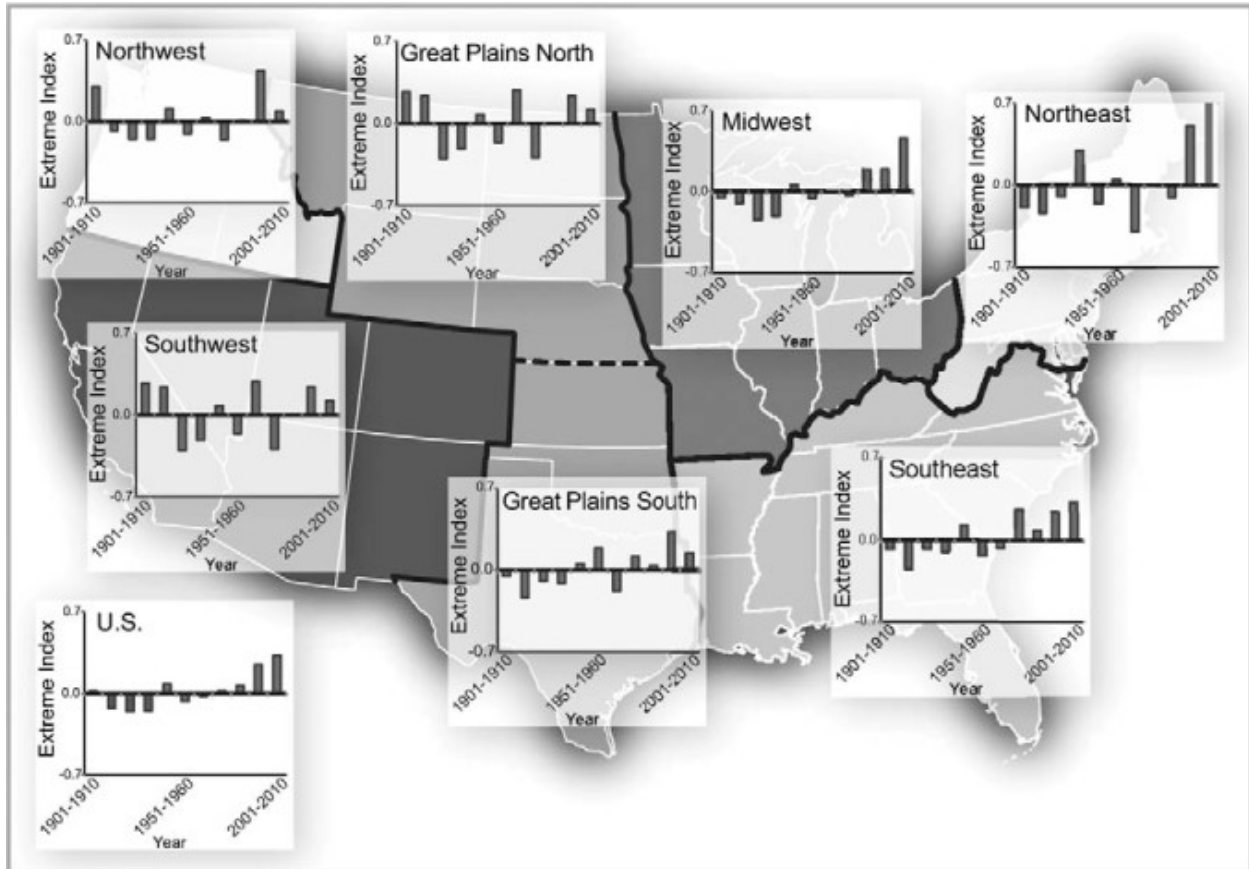 Northwest
0.7
0.0
-0.7
Extreme Index
1901-1910
1951-1960
2001-2010
Year
Great Plains North
0.7
0.0
-0.7
Extreme Index
1901-1910
1951-1960
2001-2010
Year
Midwest
0.7
0.0
-0.7
Extreme Index
1901-1910
1951-1960
2001-2010
Year
Northeast
0.7
0.0
-0.7
Extreme Index
1901-1910
1951-1960
2001-2010
Year
Southwest
0.7
0.0
-0.7
Extreme Index
1901-1910
1951-1960
2001-2010
Year
Great Plains South
0.7
0.0
-0.7
Extreme Index
1901-1910
1951-1960
2001-2010
Year
Southeast
0.7
0.0
-0.7
Extreme Index
1901-1910
1951-1960
2001-2010
Year
U.S.
0.7
0.0
-0.7
Extreme Index
1901-1910
1951-1960
2001-2010
Year